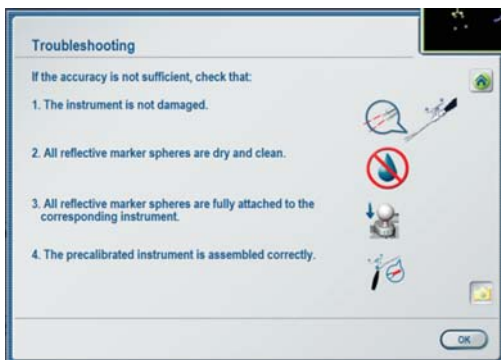 Troubleshooting
If the accuracy is not sufficient, check that:
1. The instrument is not damaged.
2. All reflective marker spheres are dry and clean.
3. All reflective marker spheres are fully attached to the
corresponding instrument.
4. The precalibrated instrument is assembled correctly.
OK